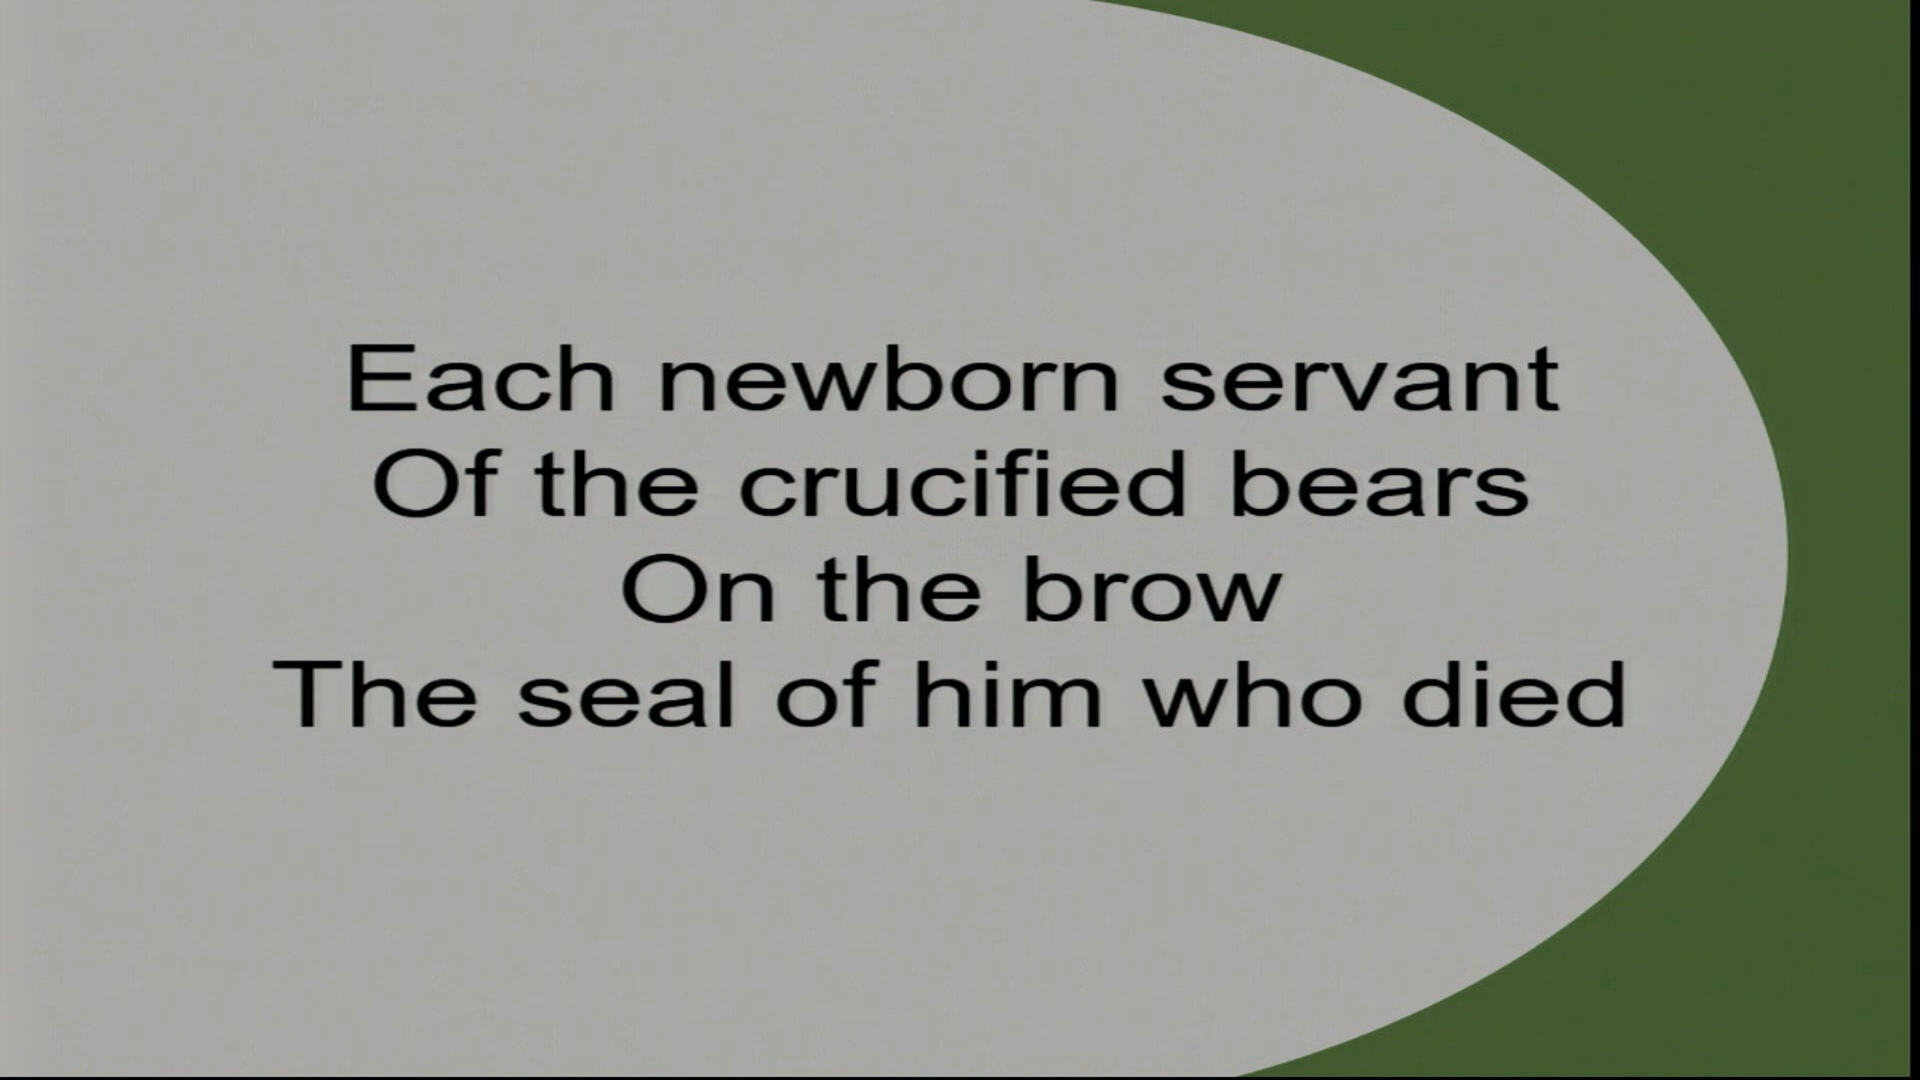 Each newborn servant
Of the crucified bears
On the brow
The seal of him who died